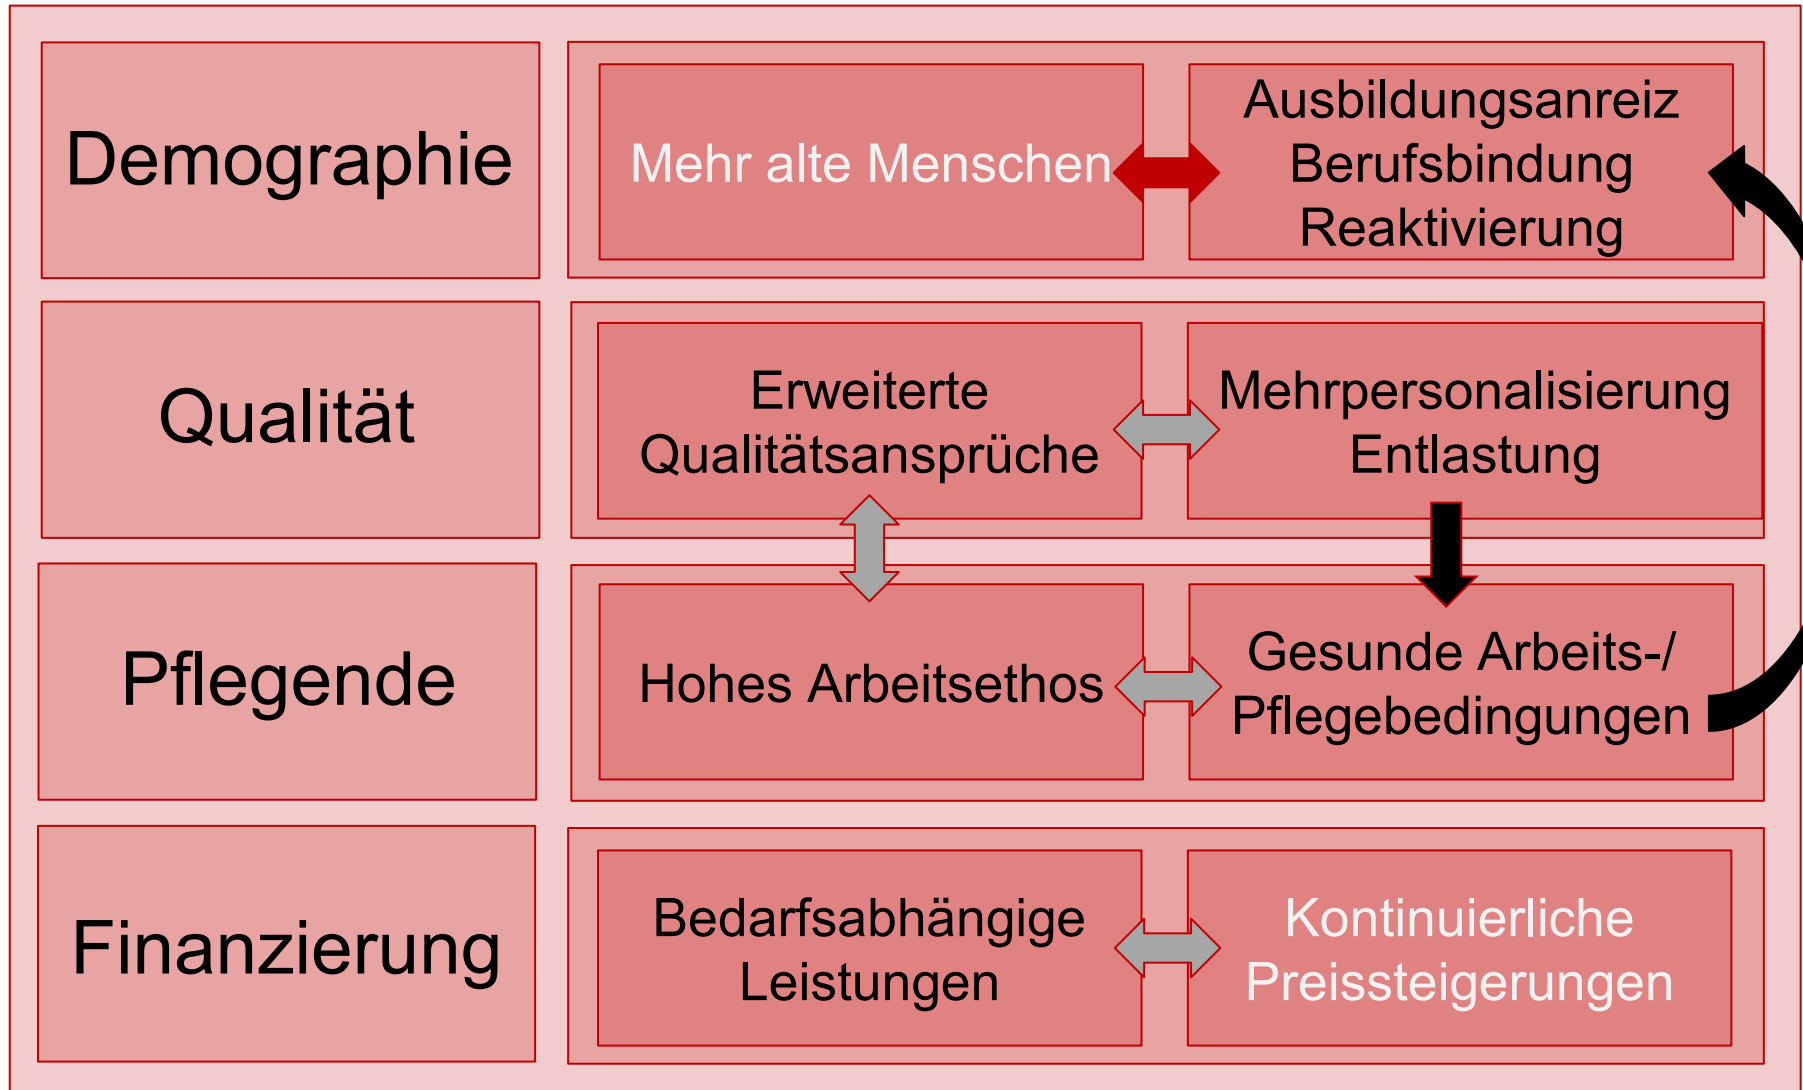 Demographie
Mehr alte Menschen
Ausbildungsanreiz
Berufsbindung
Reaktivierung
Qualität
Erweiterte
Qualitätsansprüche
Mehrpersonalisierung
Entlastung
Pflegende
Hohes Arbeitsethos
Gesunde Arbeits-/
Pflegebedingungen
Finanzierung
Bedarfsabhängige
Leistungen
Kontinuierliche
Preissteigerungen